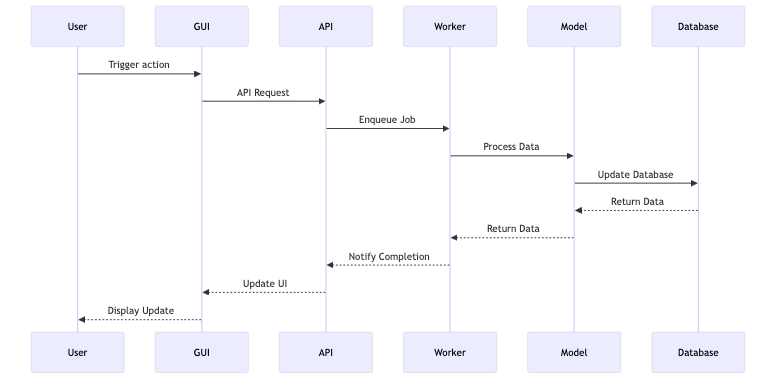 User GUI API Worker Model Database
Trigger action
API Request
Enqueue Job
Process Data
Update Database
Return Data
Return Data
Notify Completion
Update UI
Display Update
User GUI API Worker Model Database